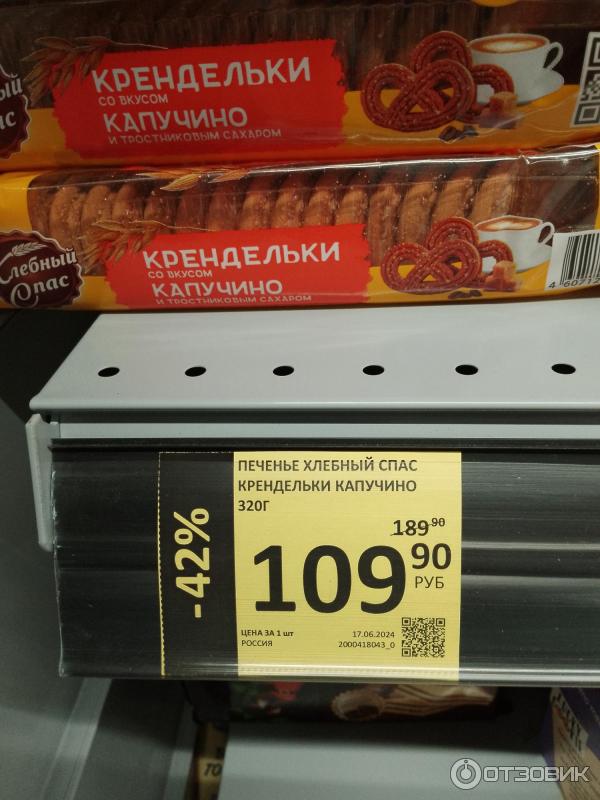 КРЕНДЕЛЬКИ
СО ВКУСОМ
КАПУЧИНО
И ТРОСТНИКОВЫМ САХАРОМ
Хлебный
Спас
КРЕНДЕЛЬКИ
СО ВКУСОМ
КАПУЧИНО
И ТРОСТНИКОВЫМ САХАРОМ
ПЕЧЕНЬЕ ХЛЕБНЫЙ СПАС
КРЕНДЕЛЬКИ КАПУЧИНО
320Г
-42%
189 90
109 90
РУБ
ЦЕНА ЗА 1 шт
РОССИЯ
17.06.2024
2000418043_0
ОТЗОВИК